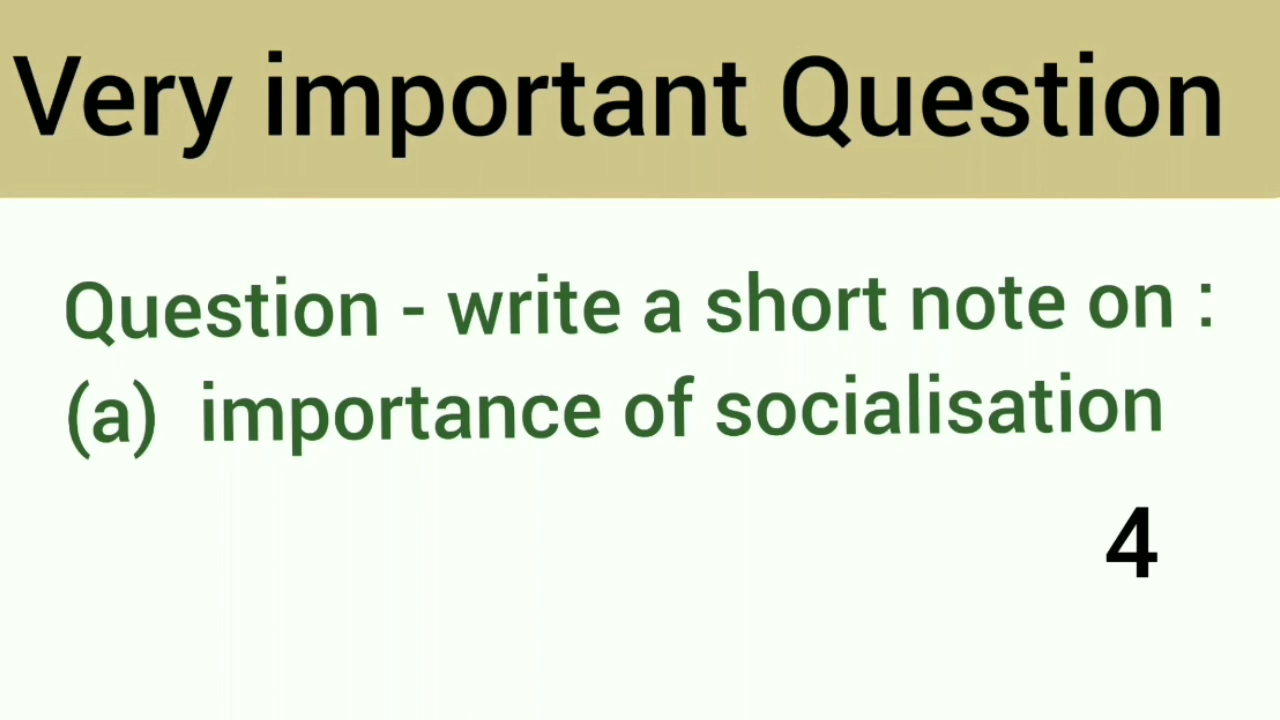 Very important Question
Question - write a short note on :
(a) importance of socialisation
4